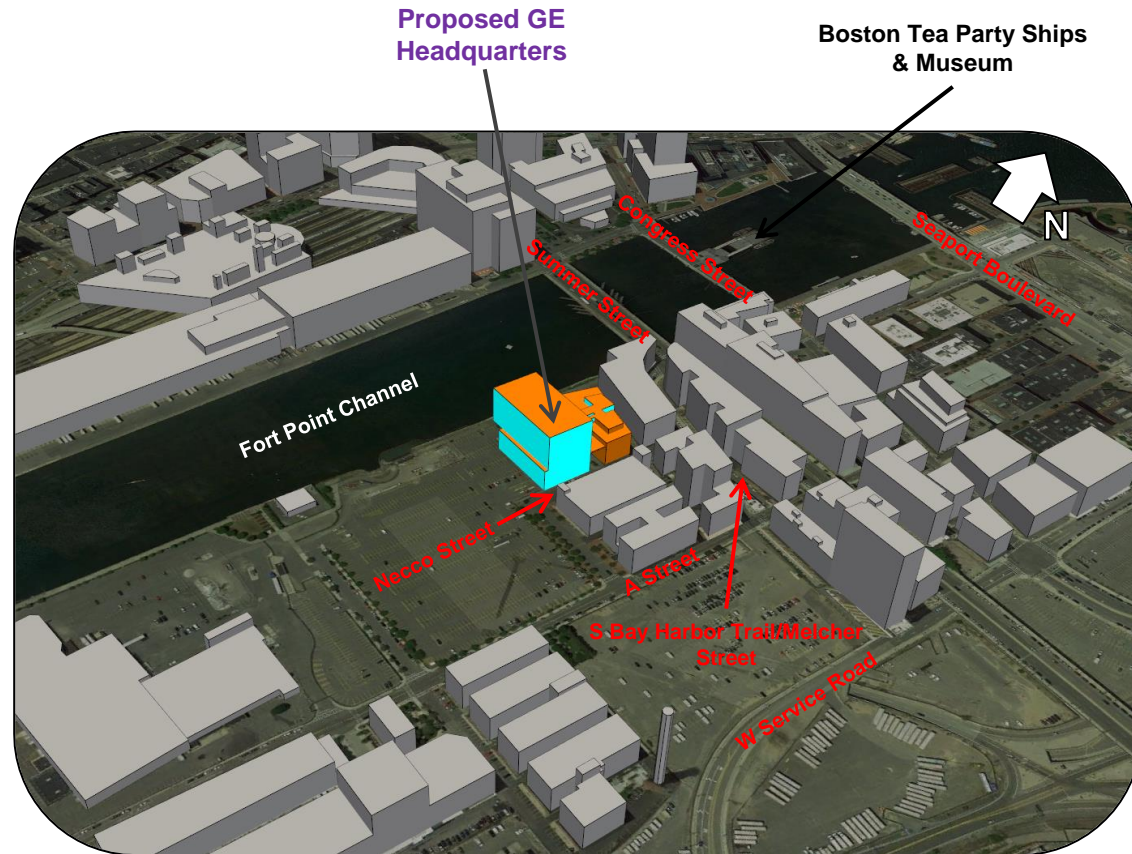 Proposed GE
Headquarters
Boston Tea Party Ships
& Museum
N
Congress Street
Seaport Boulevard
Summer Street
Fort Point Channel
Necco Street
A Street
S Bay Harbor Trail/Melcher
Street
W Service Road